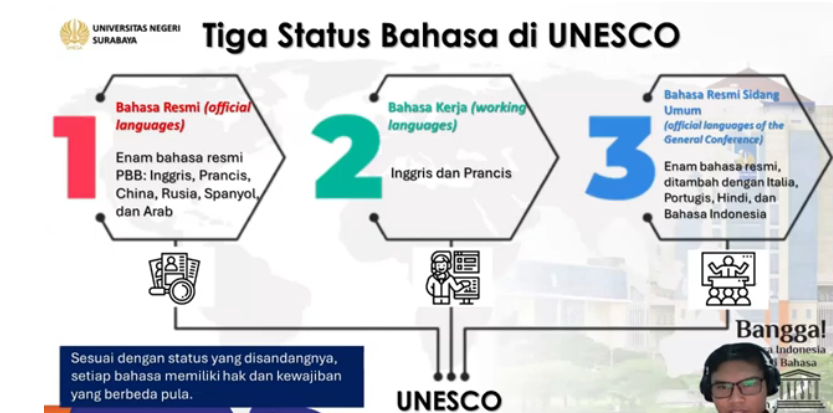 UNIVERSITAS NEGERI
SURABAYA
Tiga Status Bahasa di UNESCO
1
Bahasa Resmi (official
languages)
Enam bahasa resmi
PBB: Inggris, Prancis,
China, Rusia, Spanyol,
dan Arab
2
Bahasa Kerja (working
languages)
Inggris dan Prancis
3
Bahasa Resmi Sidang
Umum
(official languages of the
General Conference)
Enam bahasa resmi,
ditambah dengan Italia,
Portugis, Hindi, dan
Bahasa Indonesia
Sesuai dengan status yang disandangnya,
setiap bahasa memiliki hak dan kewajiban
yang berbeda pula.
UNESCO
Bangga!
Indonesia
Bahasa